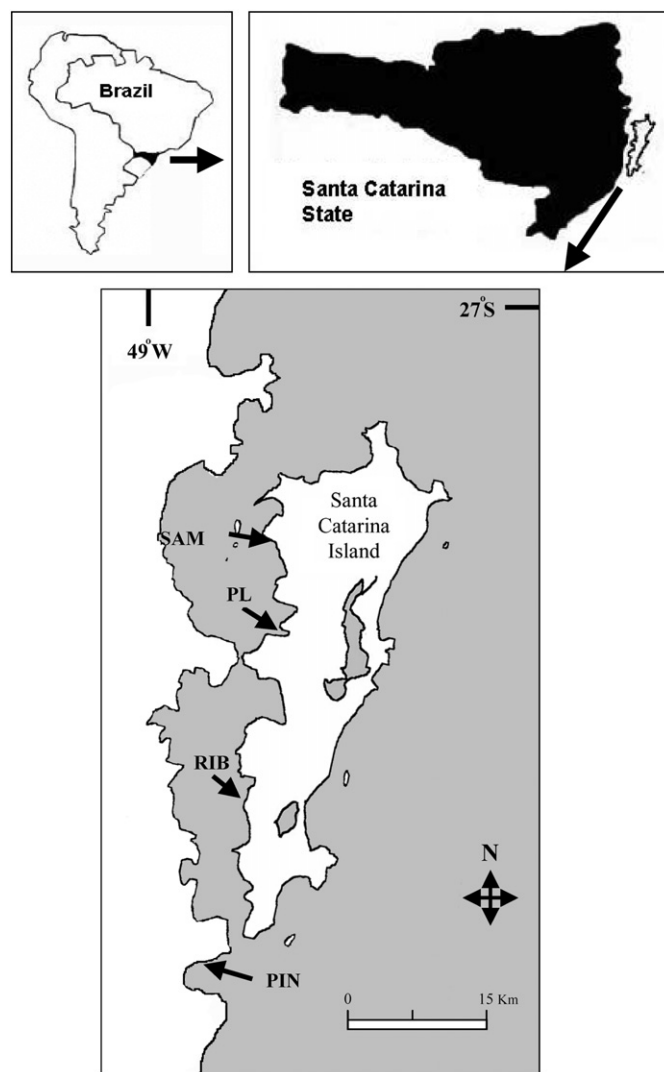 Brazil
Santa Catarina
State
27°S
49°W
Santa
Catarina
Island
SAM
PL
RIB
N
PIN
0
15 Km